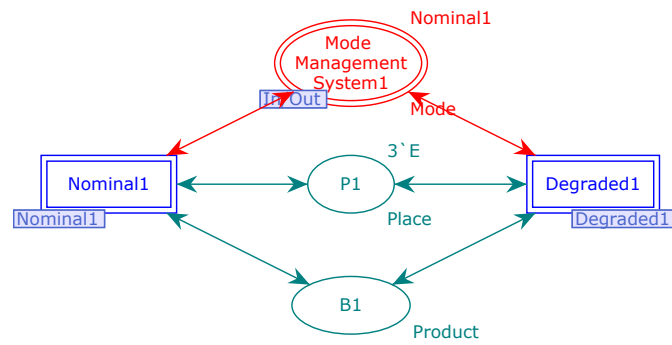 Nominal1
Mode
Management
System1
In/Out
Mode
3`E
Nominal1
P1
Degraded1
Nominal1
Place
Degraded1
B1
Product